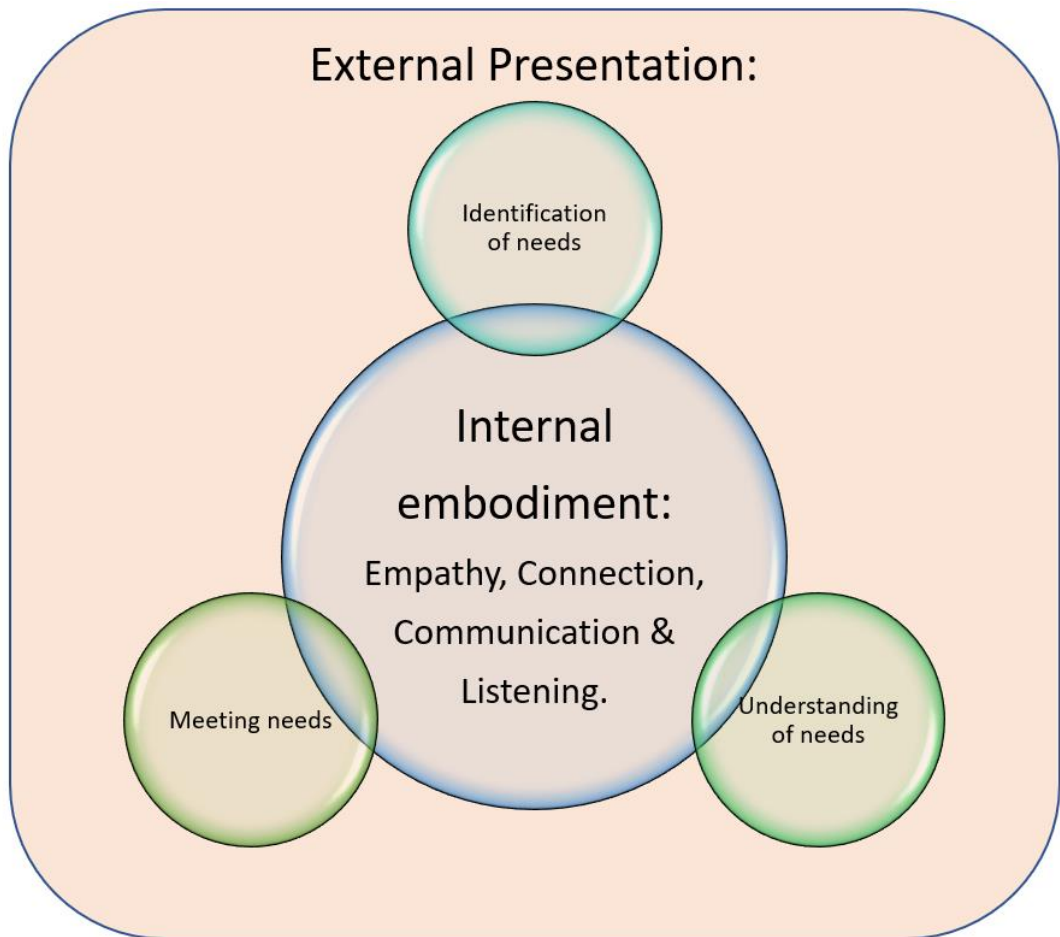 External Presentation:
Identification
of needs
Internal
embodiment:
Empathy, Connection,
Communication &
Listening.
Meeting needs
Understanding
of needs